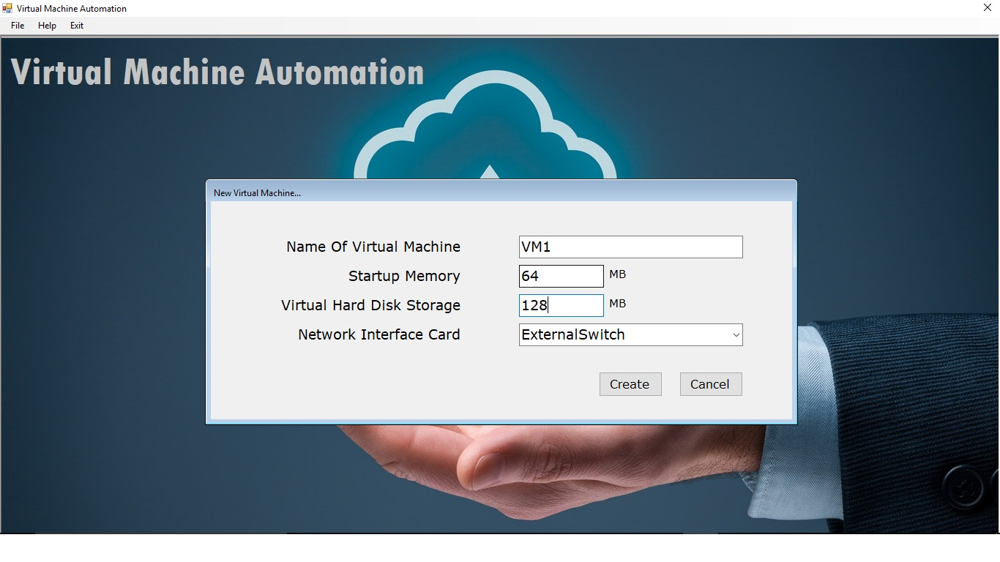 Virtual Machine Automation
File Help Exit
Virtual Machine Automation
New Virtual Machine...
Name Of Virtual Machine VM1
Startup Memory 64 MB
Virtual Hard Disk Storage 128 MB
Network Interface Card ExternalSwitch
Create Cancel